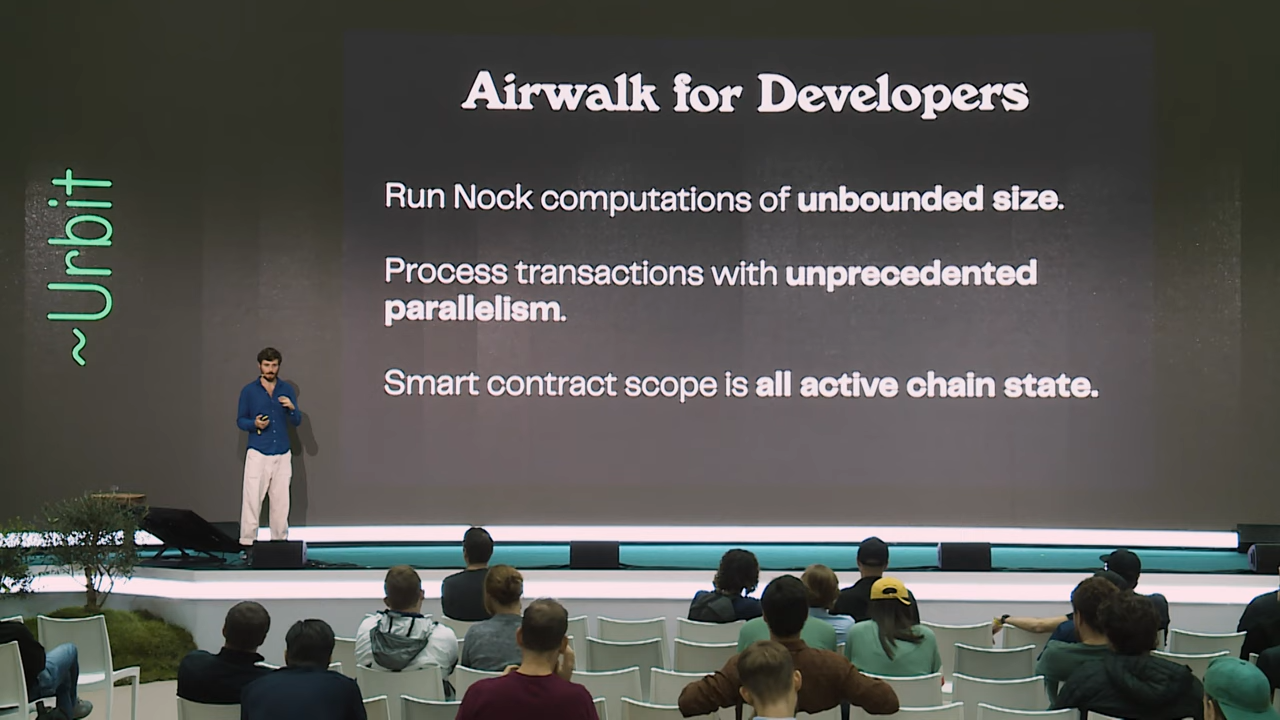 ~Urbit
Airwalk for Developers
Run Nock computations of unbounded size.
Process transactions with unprecedented
parallelism.
Smart contract scope is all active chain state.